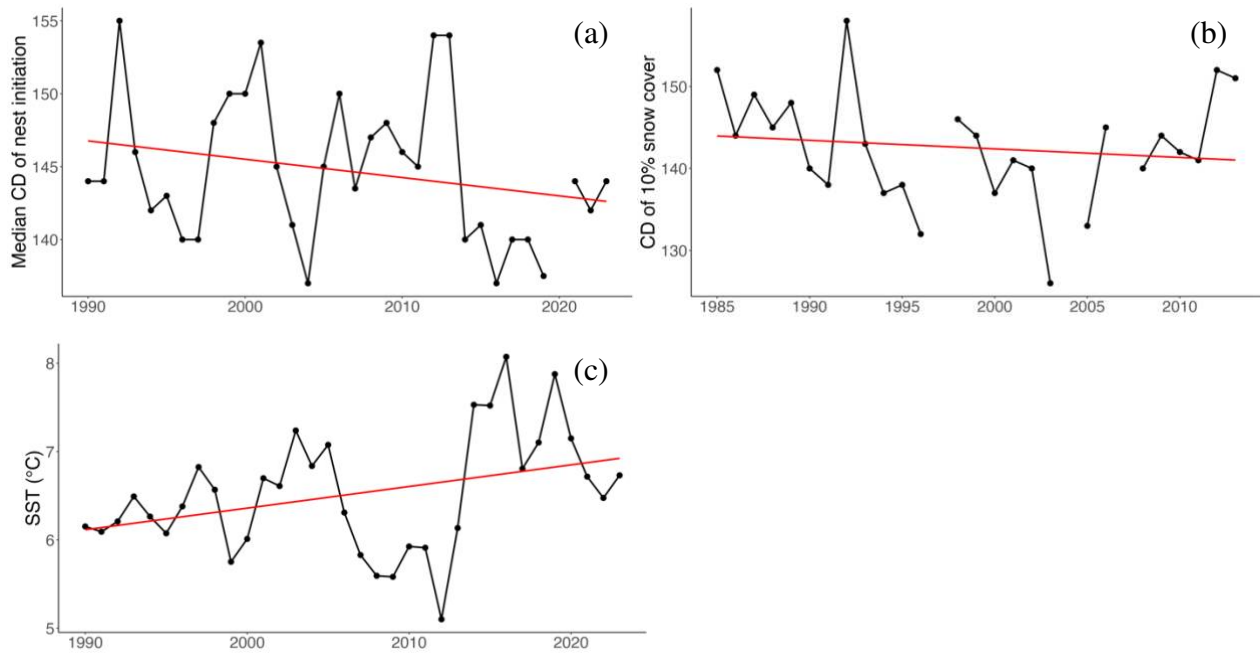 (a)
Median CD of nest initiation
155
150
145
140
1990 2000 2010 2020
(b)
CD of 10% snow cover
150
140
130
1985 1990 1995 2000 2005 2010
(c)
SST (°C)
8
7
6
5
1990 2000 2010 2020